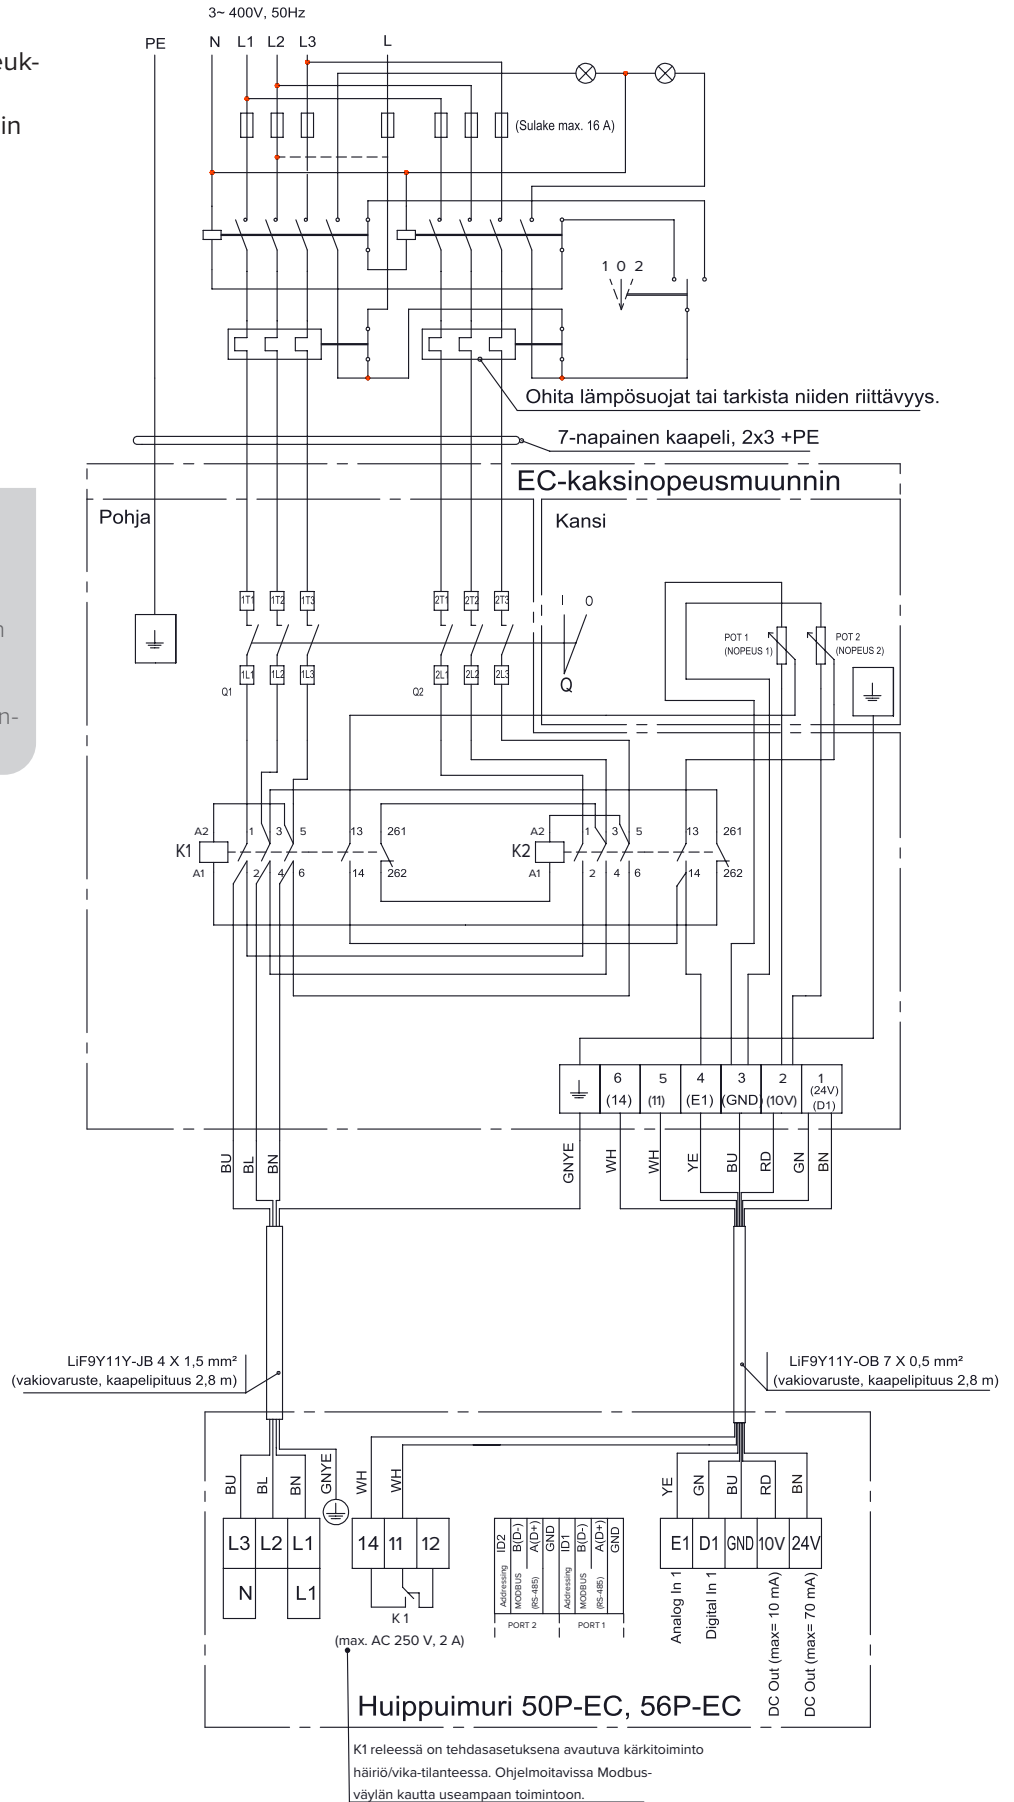 3~ 400V, 50Hz
PE N L1 L2 L3 L
euk-
in
(Sulake max. 16 A)
1 0 2
Ohita lämpösuojat tai tarkista niiden riittävyys.
7-napainen kaapeli, 2x3 +PE
EC-kaksinopeusmuunnin
Pohja
Kansi
1T1 1T2 1T3 2T1 2T2 2T3 I 0
n
POT 1
(NOPEUS 1)
POT 2
(NOPEUS 2)
1L1 1L2 1L3 2L1 2L2 2L3
Q1 Q2 Q
n-
A2 1 3 5 13 261 A2 1 3 5 13 261
K1 K2
A1 2 4 6 14 262 A1 2 4 6 14 262
6 5 4 3 2 1
(14) (11) (E1) (GND) (10V) (24V)
(D1)
BU BL BN GNYE WH WH YE BU RD GN BN
LiF9Y11Y-JB 4 X 1,5 mm²
(vakiovaruste, kaapelipituus 2,8 m)
LiF9Y11Y-OB 7 X 0,5 mm²
(vakiovaruste, kaapelipituus 2,8 m)
BU BL BN GNYE WH WH YE GN BU RD BN
L3 L2 L1 14 11 12
N L1
ID2 B(D-) A(D+) GND ID1 B(D-) A(D+) GND
Addressing MODBUS (RS-485) Addressing MODBUS (RS-485)
PORT 2 PORT 1
E1 D1 GND 10V 24V
Analog In 1
Digital In 1
DC Out (max= 10 mA)
DC Out (max= 70 mA)
K 1
(max. AC 250 V, 2 A)
Huippuimuri 50P-EC, 56P-EC
K1 releessä on tehdasasetuksena avautuva kärkitoiminto
häiriö/vika-tilanteessa. Ohjelmoitavissa Modbus-
väylän kautta useampaan toimintoon.